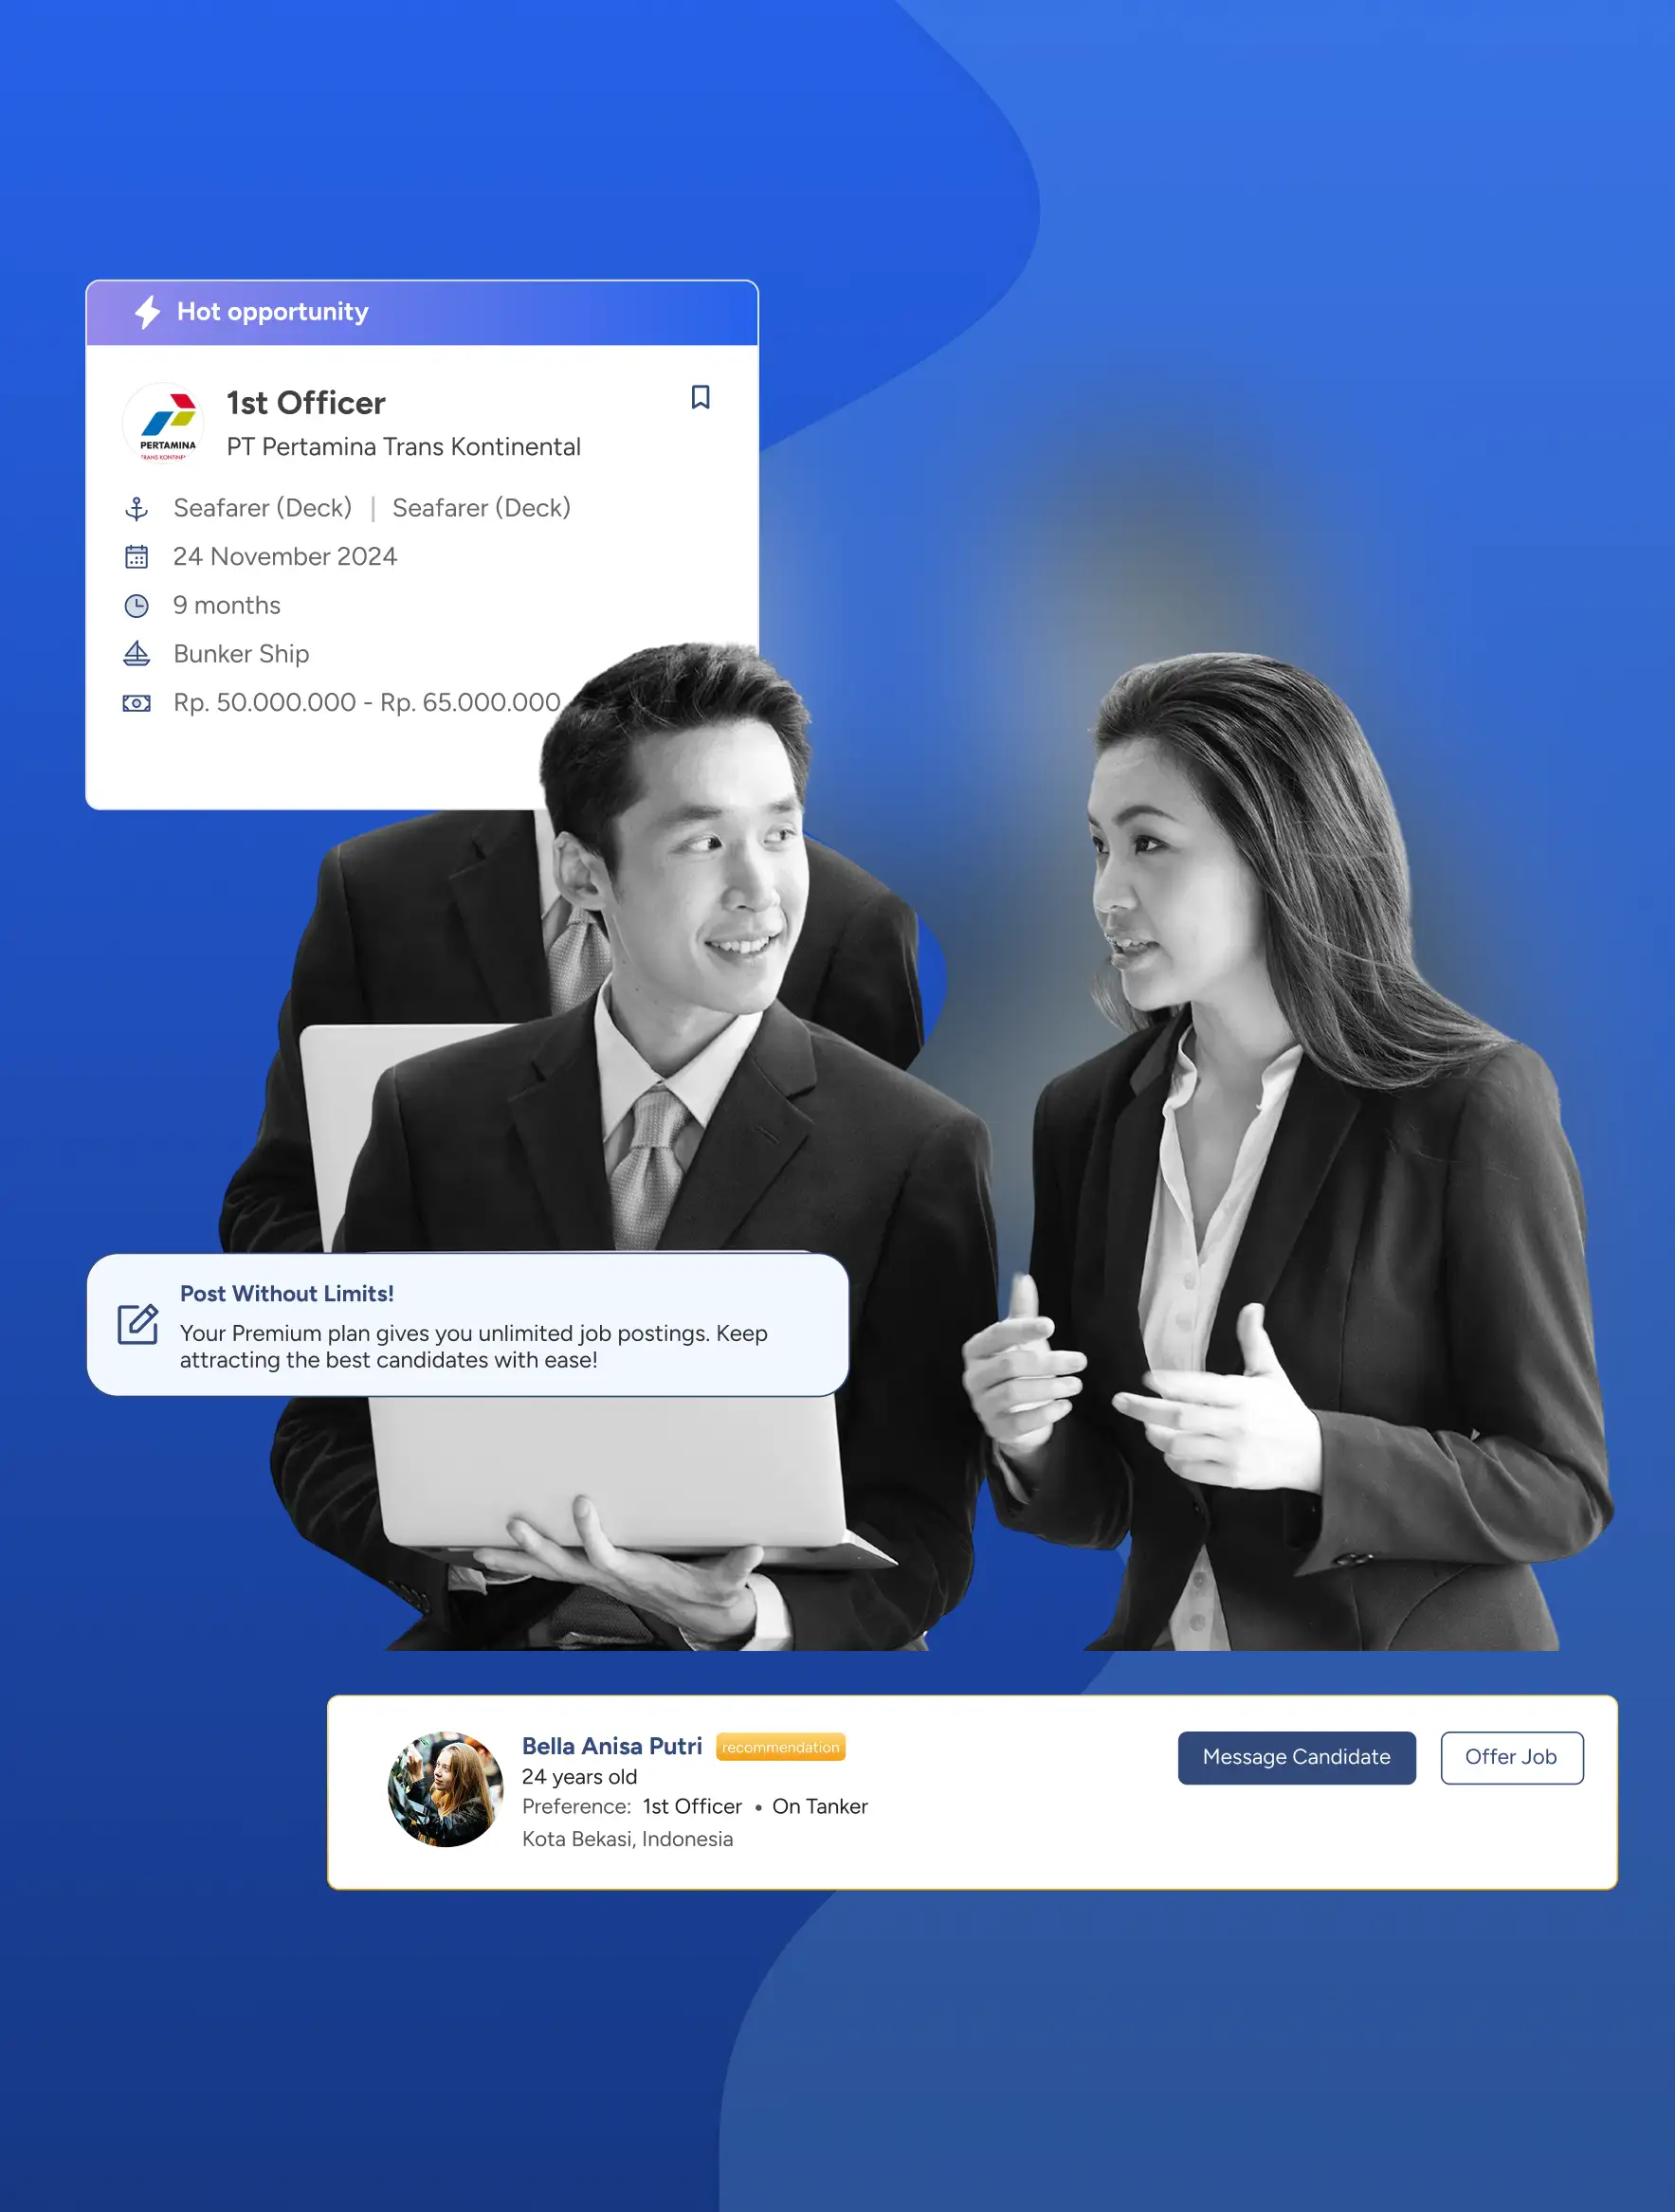 Hot opportunity
1st Officer
PT Pertamina Trans Kontinental
PERTAMINA
Seafarer (Deck) | Seafarer (Deck)
24 November 2024
9 months
Bunker Ship
Rp. 50.000.000 - Rp. 65.000.000
Post Without Limits!
Your Premium plan gives you unlimited job postings. Keep
attracting the best candidates with ease!
Bella Anisa Putri recommendation
24 years old
Preference: 1st Officer • On Tanker
Kota Bekasi, Indonesia
Message Candidate
Offer Job